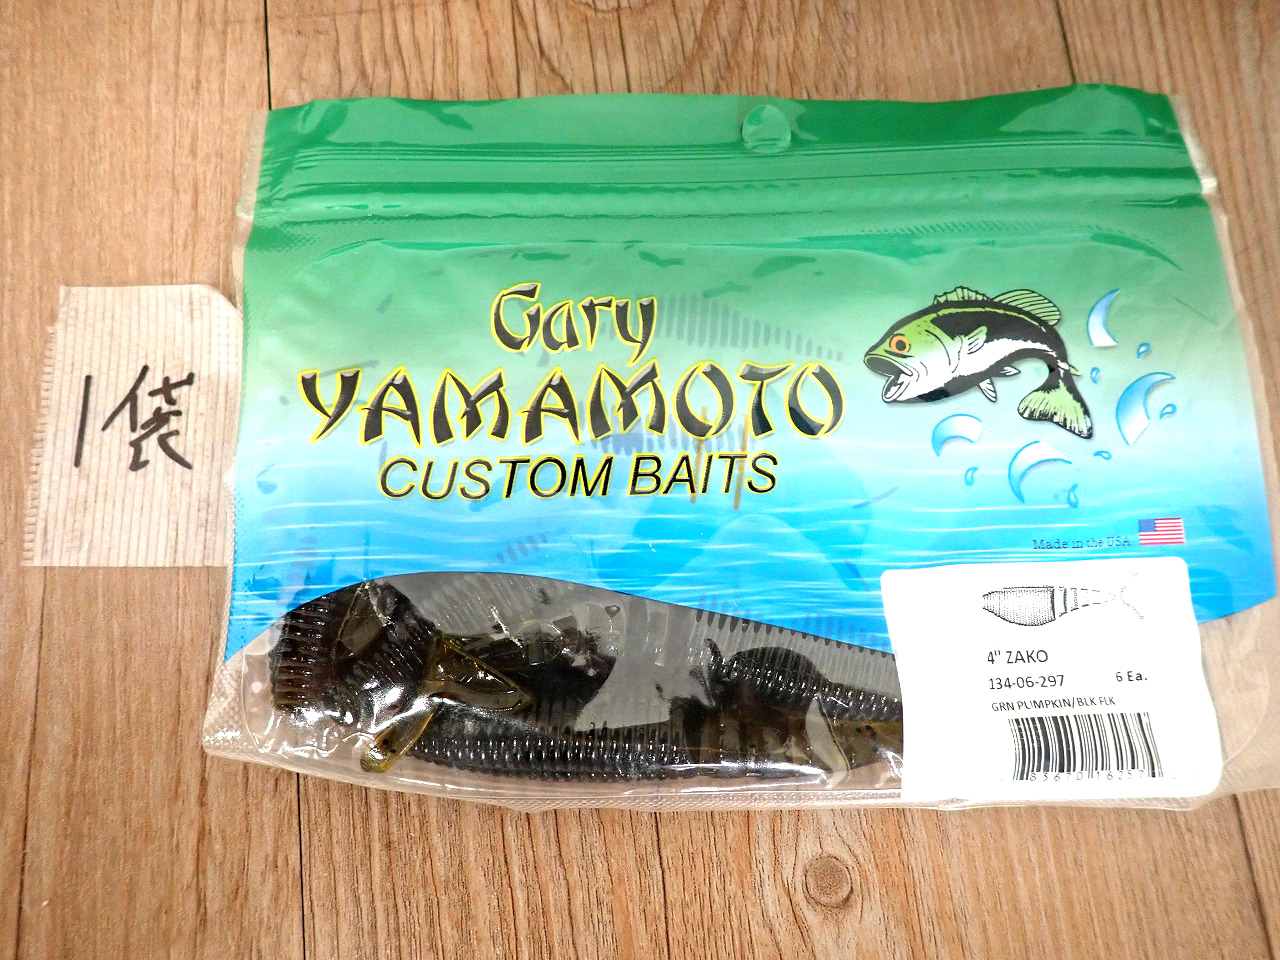 1袋
Gary
YAMAMOTO
CUSTOM BAITS
Made in the USA
4" ZAKO
134-06-297 6 Ea.
GRN PUMPKIN/BLK FLK